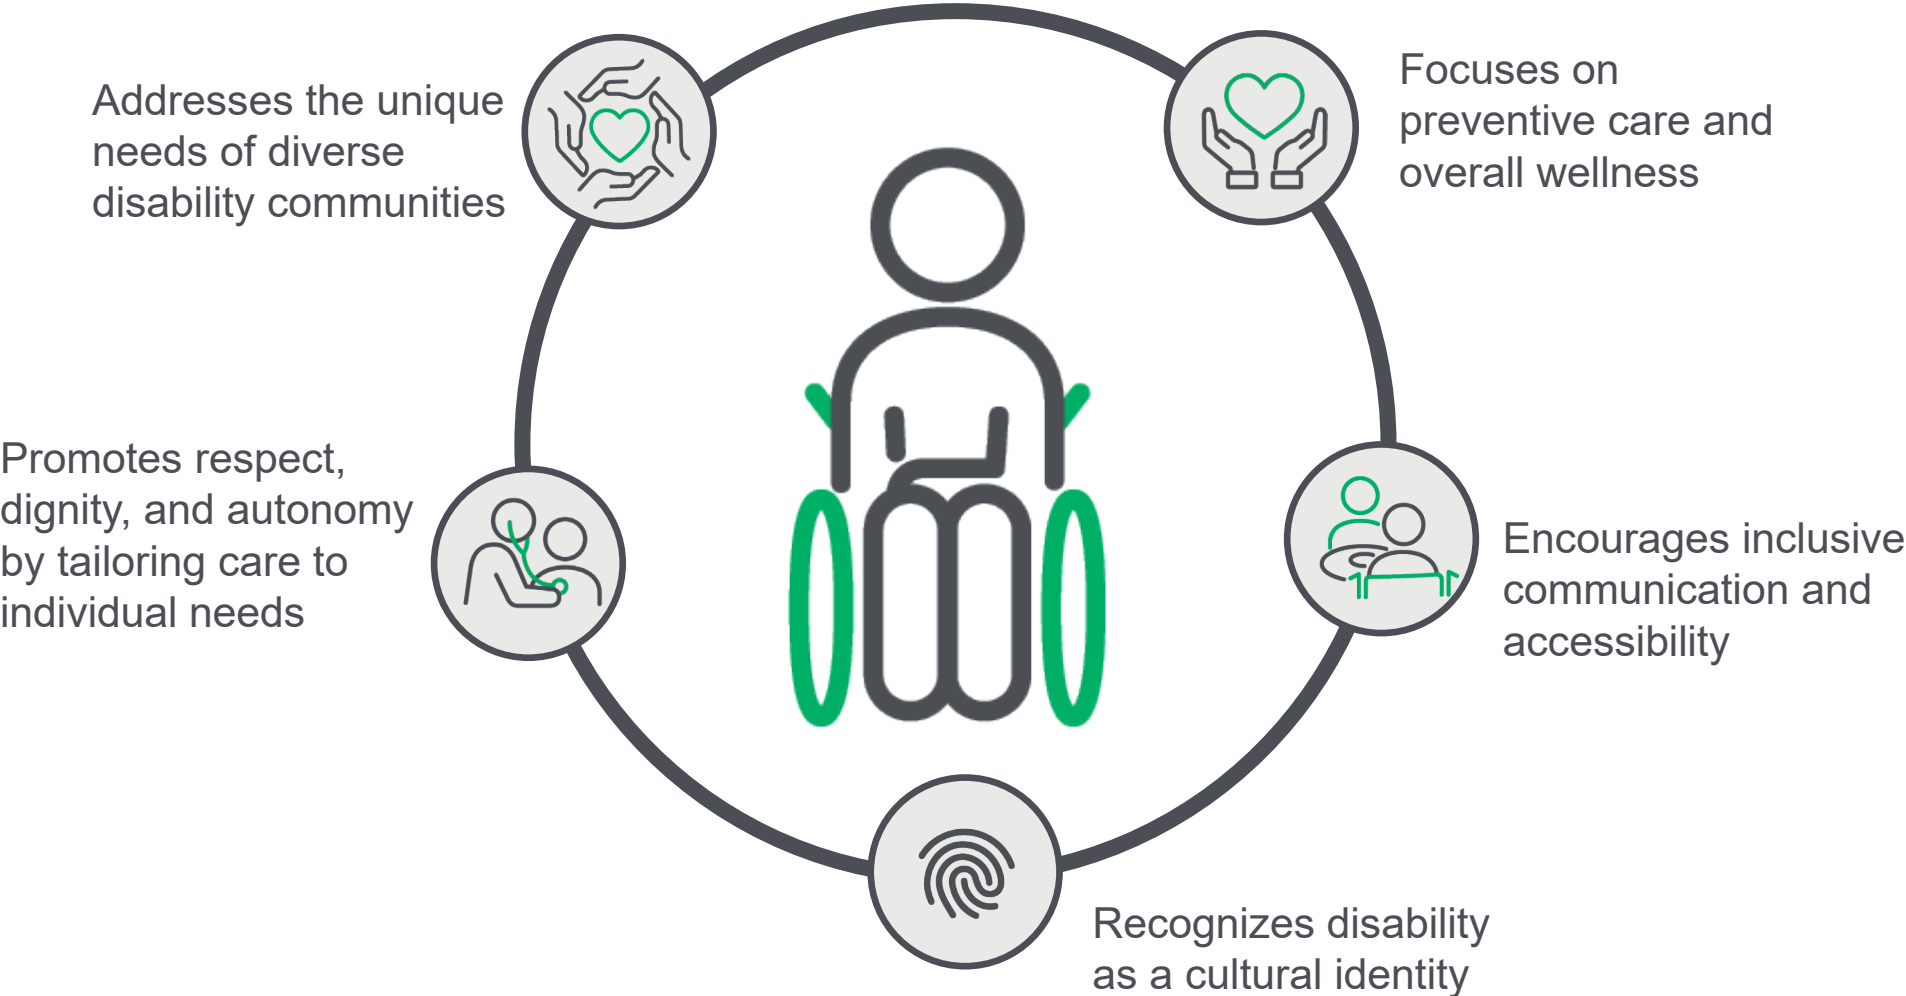 Addresses the unique
needs of diverse
disability communities
Focuses on
preventive care and
overall wellness
Promotes respect,
dignity, and autonomy
by tailoring care to
individual needs
Encourages inclusive
communication and
accessibility
Recognizes disability
as a cultural identity